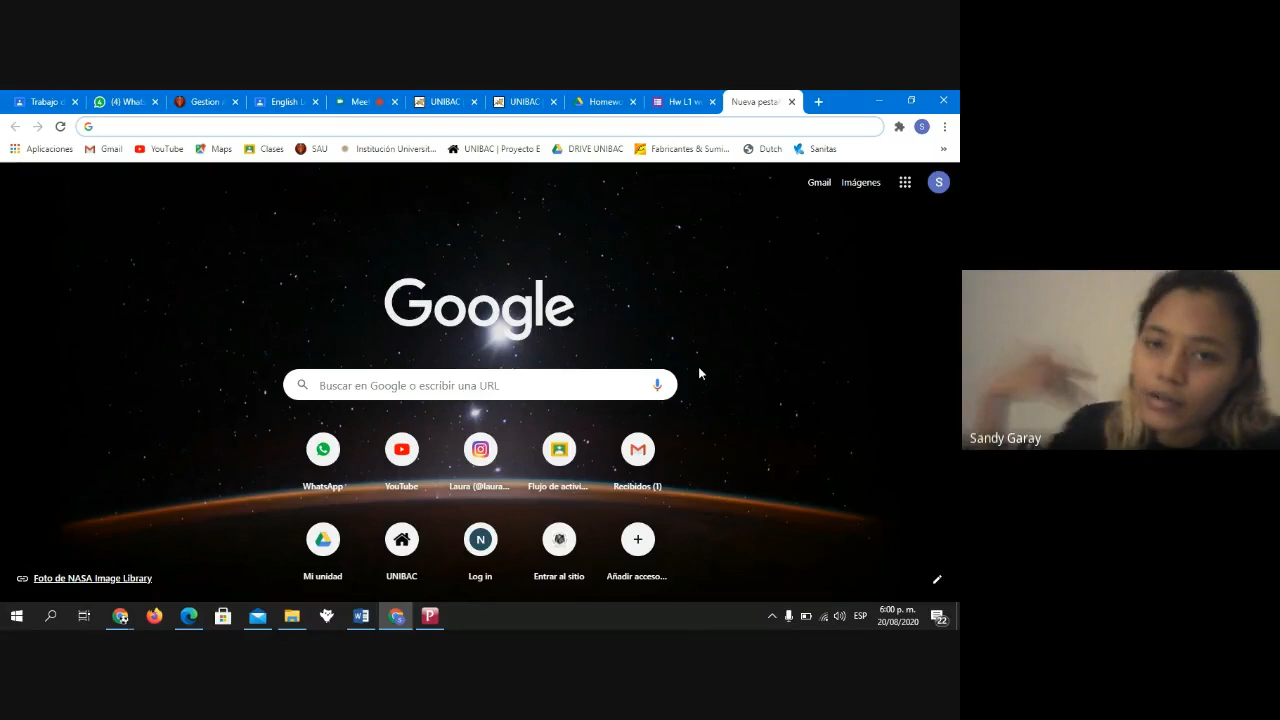 Trabajo d
(4) What
Gestion A
English L
Meet
UNIBAC
UNIBAC
Homew
Hw L1 w
Nueva pesta
Aplicaciones
Gmail
YouTube
Maps
Clases
SAU
Institución Universit...
UNIBAC | Proyecto E
DRIVE UNIBAC
Fabricantes & Sumi...
Dutch
Sanitas
»
Gmail
Imágenes
S
Google
Buscar en Google o escribir una URL
WhatsApp
YouTube
Laura (@laura...
Flujo de activi...
Recibidos (1)
N
Mi unidad
UNIBAC
Log in
Entrar al sitio
Añadir acceso...
Foto de NASA Image Library
Sandy Garay
ESP
6:00 p. m.
20/08/2020
22